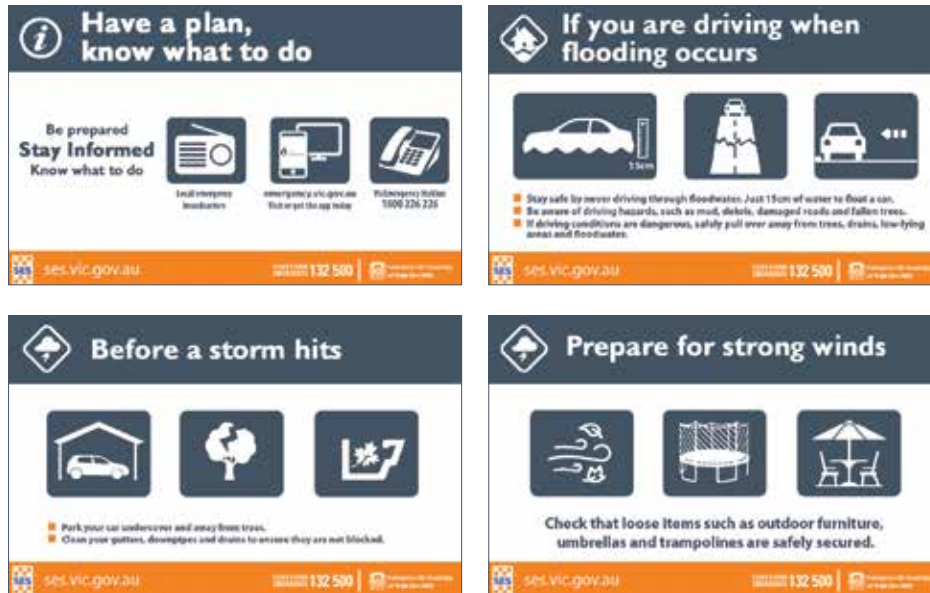 Have a plan,
know what to do
Be prepared
Stay Informed
Know what to do
Local emergency
broadcasters
emergency.vic.gov.au
Visit or get the app today
VicEmergency Hotline
1800 226 226
SES
ses.vic.gov.au
132 500
If you are driving when
flooding occurs
15cm
Stay safe by never driving through floodwater. Just 15cm of water to float a car.
Be aware of driving hazards, such as mud, debris, damaged roads and fallen trees.
If driving conditions are dangerous, safely pull over away from trees, drains, low-lying
areas and floodwater.
SES
ses.vic.gov.au
132 500
Before a storm hits
Park your car undercover and away from trees.
Clean your gutters, downpipes and drains to ensure they are not blocked.
SES
ses.vic.gov.au
132 500
Prepare for strong winds
Check that loose items such as outdoor furniture,
umbrellas and trampolines are safely secured.
SES
ses.vic.gov.au
132 500